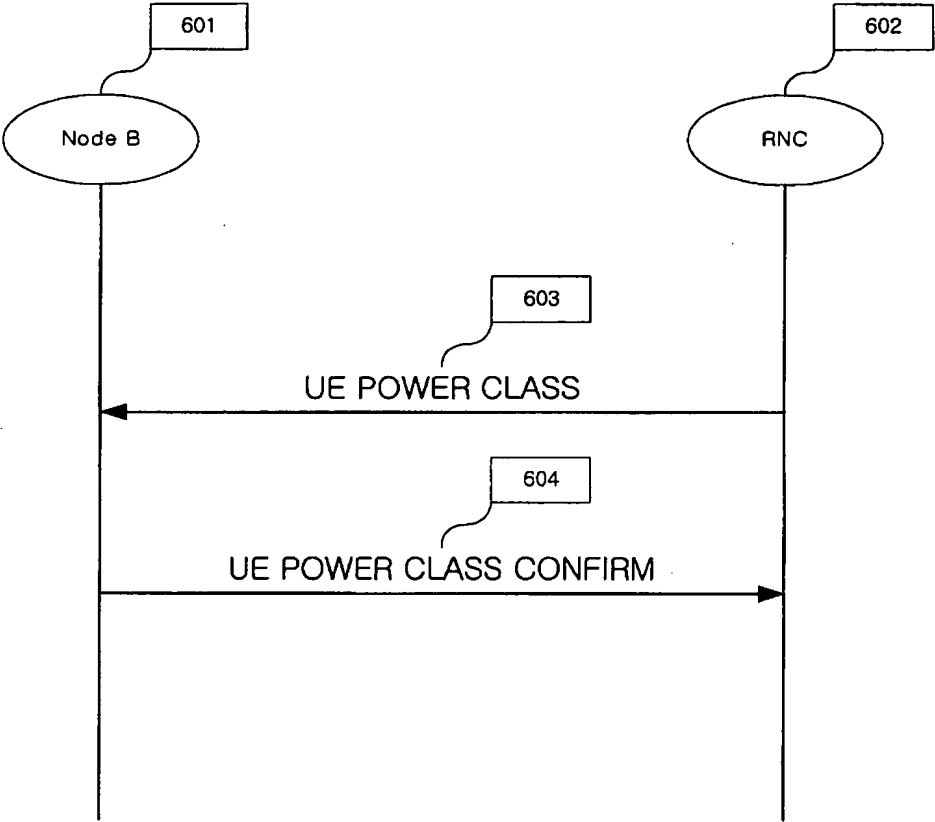 601
602
Node B
RNC
603
UE POWER CLASS
604
UE POWER CLASS CONFIRM